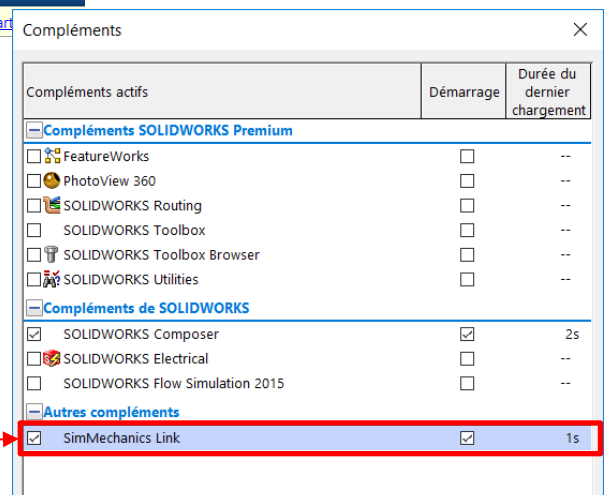 art
Compléments
Compléments actifs Démarrage Durée du dernier chargement
Compléments SOLIDWORKS Premium
FeatureWorks --
PhotoView 360 --
SOLIDWORKS Routing --
SOLIDWORKS Toolbox --
SOLIDWORKS Toolbox Browser --
SOLIDWORKS Utilities --
Compléments de SOLIDWORKS
SOLIDWORKS Composer 2s
SOLIDWORKS Electrical --
SOLIDWORKS Flow Simulation 2015 --
Autres compléments
SimMechanics Link 1s